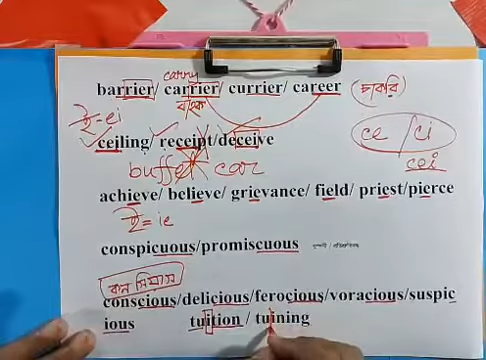 carry
barrier/ carrier/ currier/ career (চাকরি)
বাহক
ই = ei
ceiling/ receipt/deceive ce /ci
cei
buffet car
achieve/ believe/ grievance/ field/ priest/pierce
ই = ie
conspicuous/promiscuous
conscious/delicious/ferocious/voracious/suspic
ious tuition / tuining